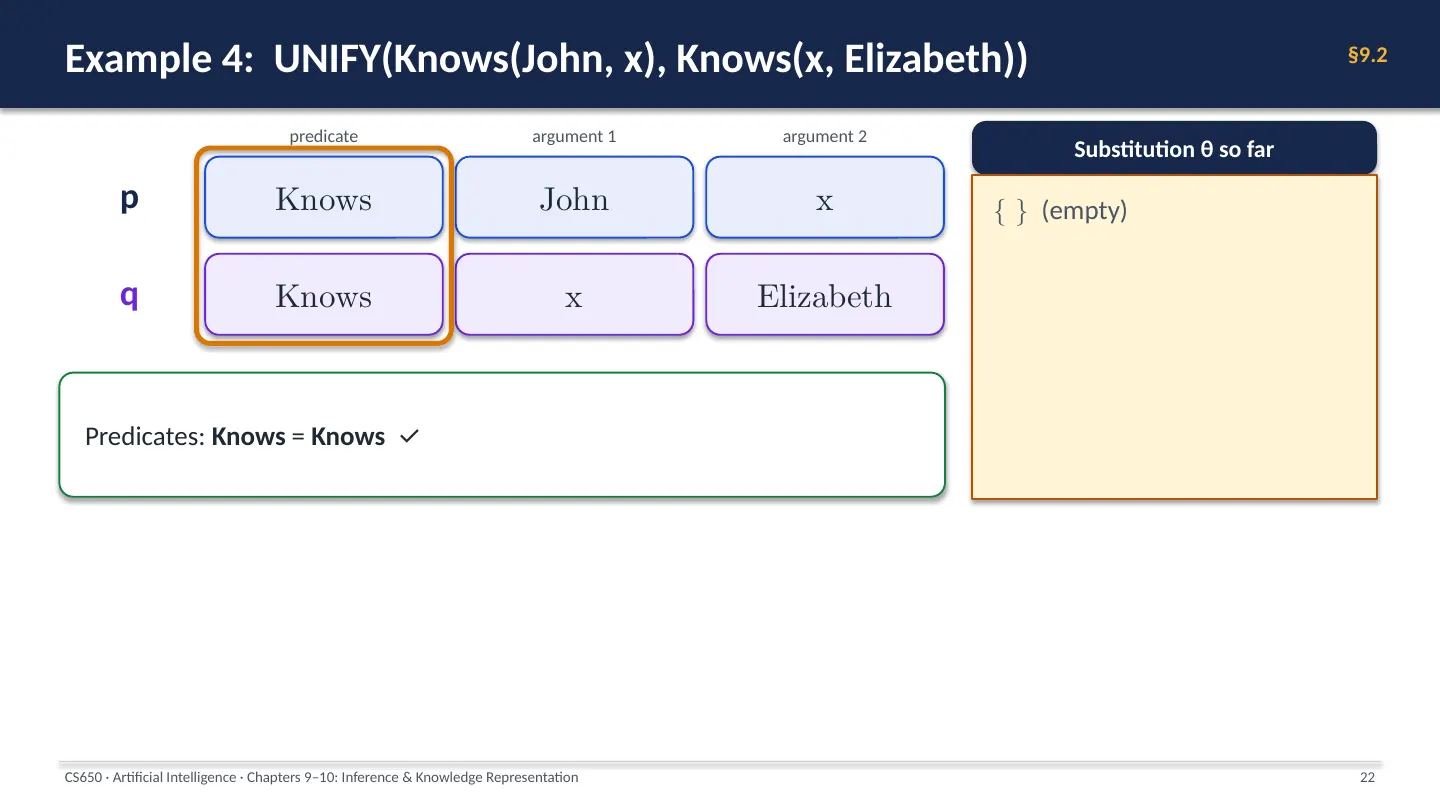 Example 4: UNIFY(Knows(John, x), Knows(x, Elizabeth))
§9.2
predicate argument 1 argument 2
Substitution θ so far
p Knows John x
{ } (empty)
q Knows x Elizabeth
Predicates: Knows = Knows ✓
CS650 · Artificial Intelligence · Chapters 9–10: Inference & Knowledge Representation
22